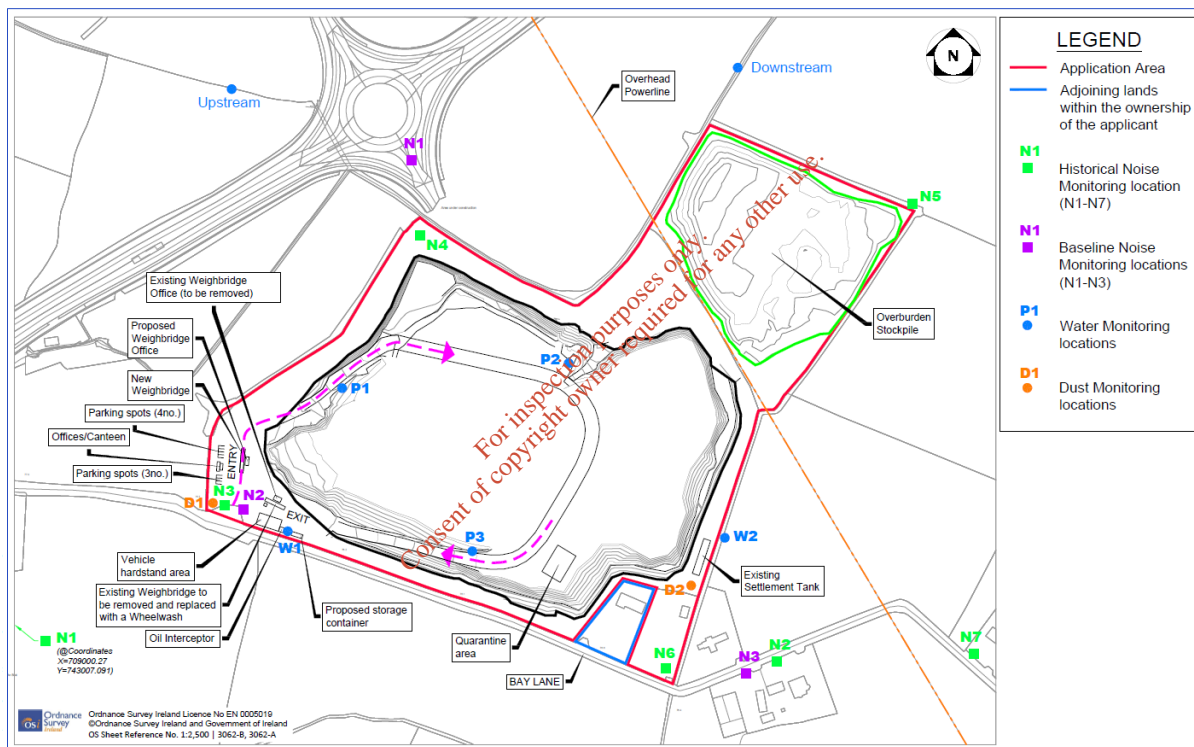 Upstream
Downstream
Overhead
Powerline
N
N1
N5
N4
Existing Weighbridge
Office (to be removed)
Proposed
Weighbridge
Office
New
Weighbridge
Parking spots (4no.)
Offices/Canteen
Parking spots (3no.)
ENTRY
EXIT
P1
P2
P3
Overburden
Stockpile
D1
N3
N2
W1
W2
D2
Vehicle
hardstand area
Existing Weighbridge to
be removed and replaced
with a Wheelwash
Oil Interceptor
Proposed storage
container
Quarantine
area
BAY LANE
Existing
Settlement Tank
N6
N3
N2
N7
N1
(@Coordinates
X=709000.27
Y=743007.091)
For inspection purposes only.
Consent of copyright owner required for any other use.
OSi
Ordnance
Survey
Ireland
Ordnance Survey Ireland Licence No EN 0005019
©Ordnance Survey Ireland and Government of Ireland
OS Sheet Reference No. 1:2,500 | 3062-B, 3062-A
LEGEND
Application Area
Adjoining lands
within the ownership
of the applicant
N1
Historical Noise
Monitoring location
(N1-N7)
N1
Baseline Noise
Monitoring locations
(N1-N3)
P1
Water Monitoring
locations
D1
Dust Monitoring
locations